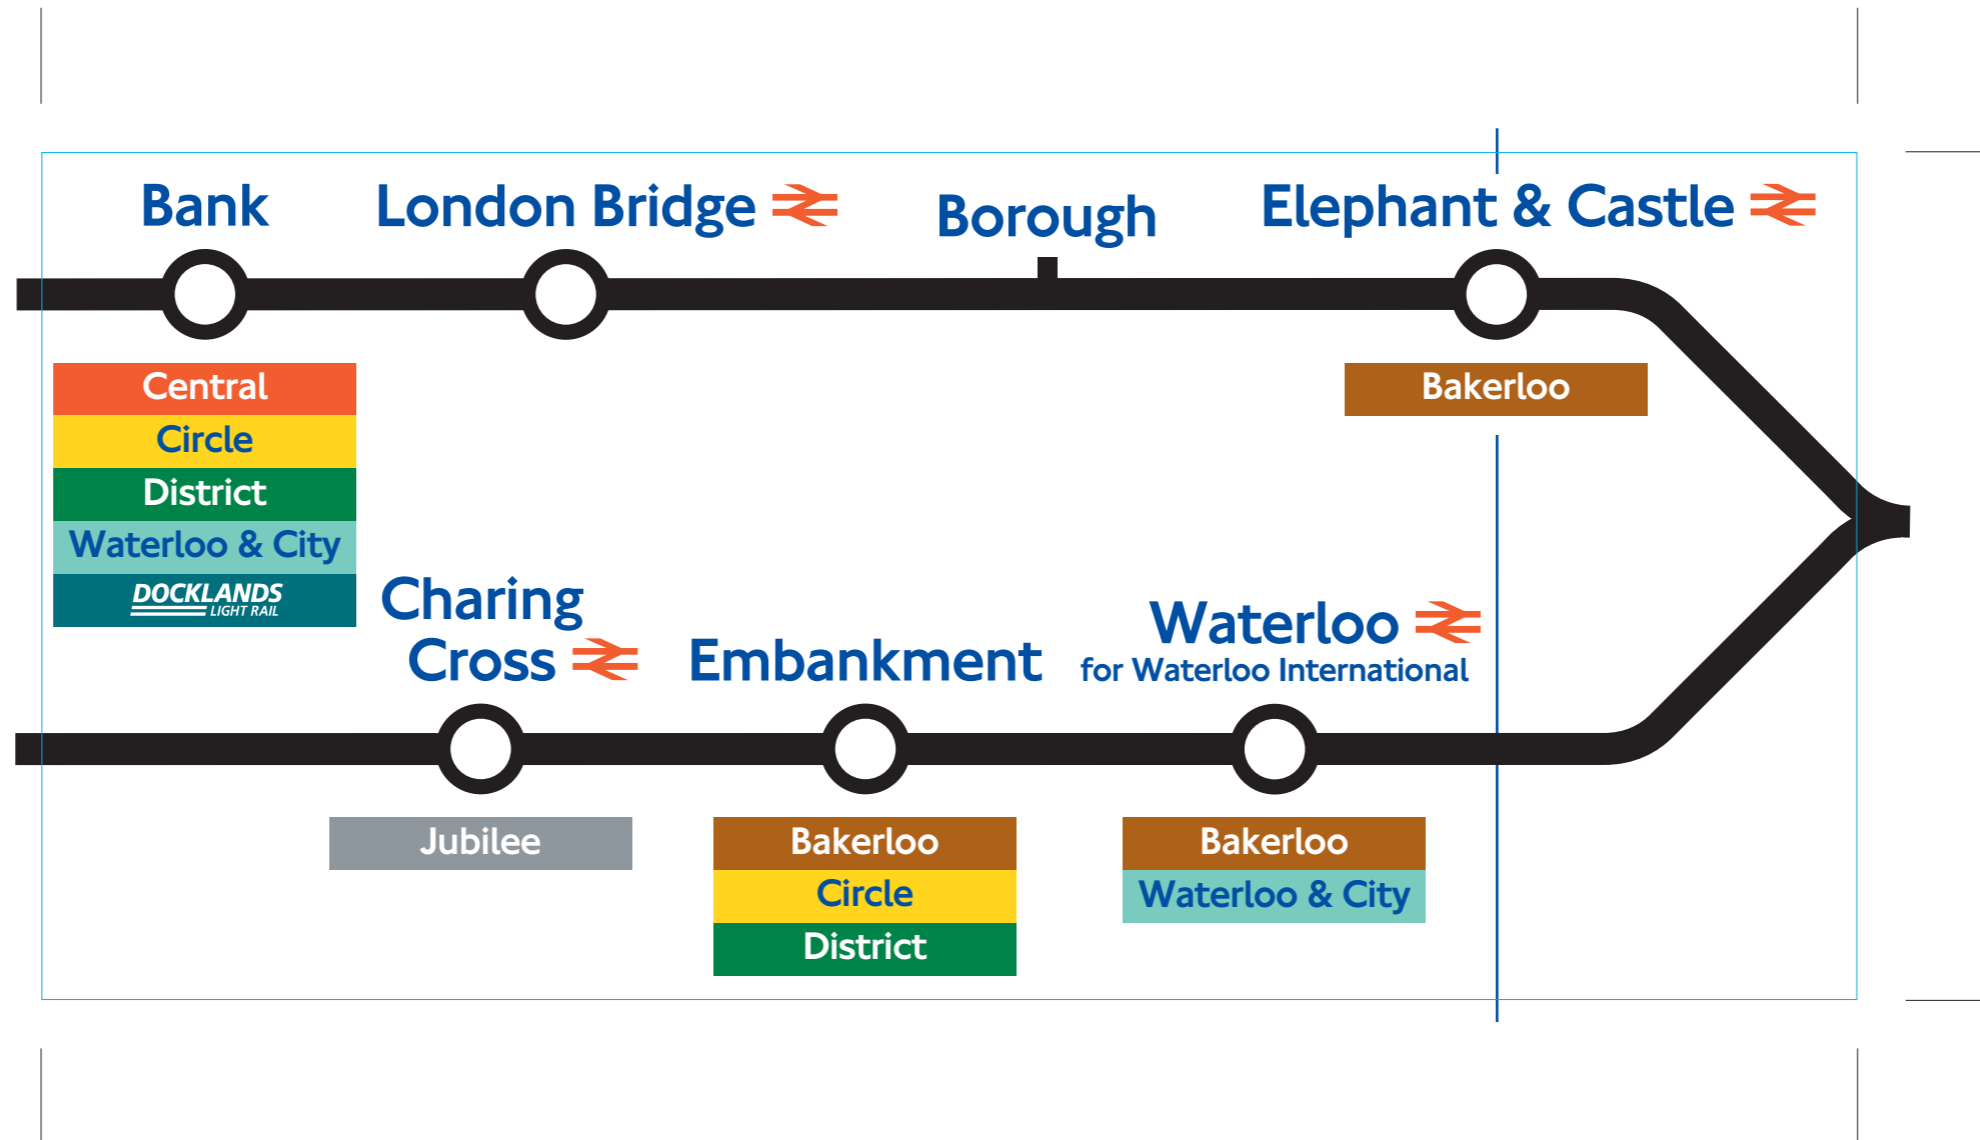 Bank
London Bridge
Borough
Elephant & Castle
Central
Circle
District
Waterloo & City
DOCKLANDS
LIGHT RAIL
Bakerloo
Charing
Cross
Embankment
Waterloo
for Waterloo International
Jubilee
Bakerloo
Circle
District
Bakerloo
Waterloo & City